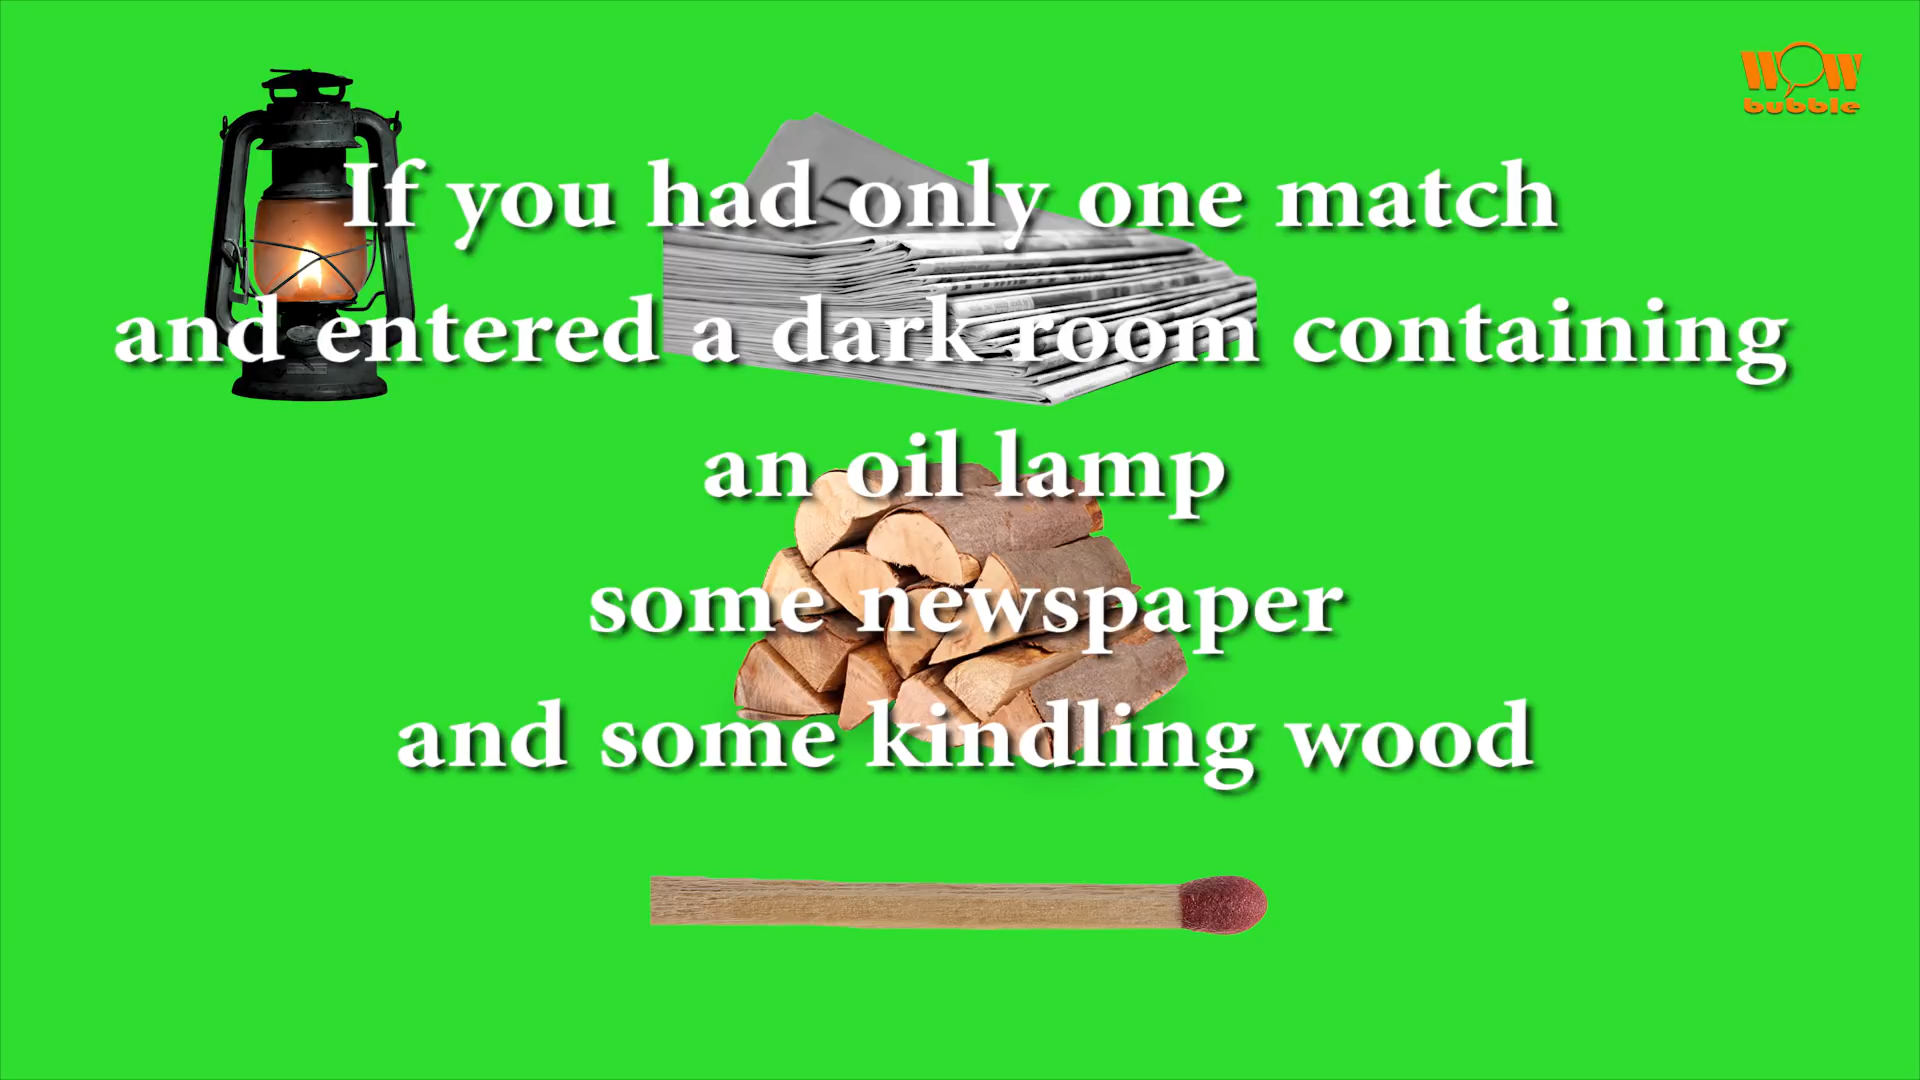 WOW
bubble
If you had only one match
and entered a dark room containing
an oil lamp
some newspaper
and some kindling wood